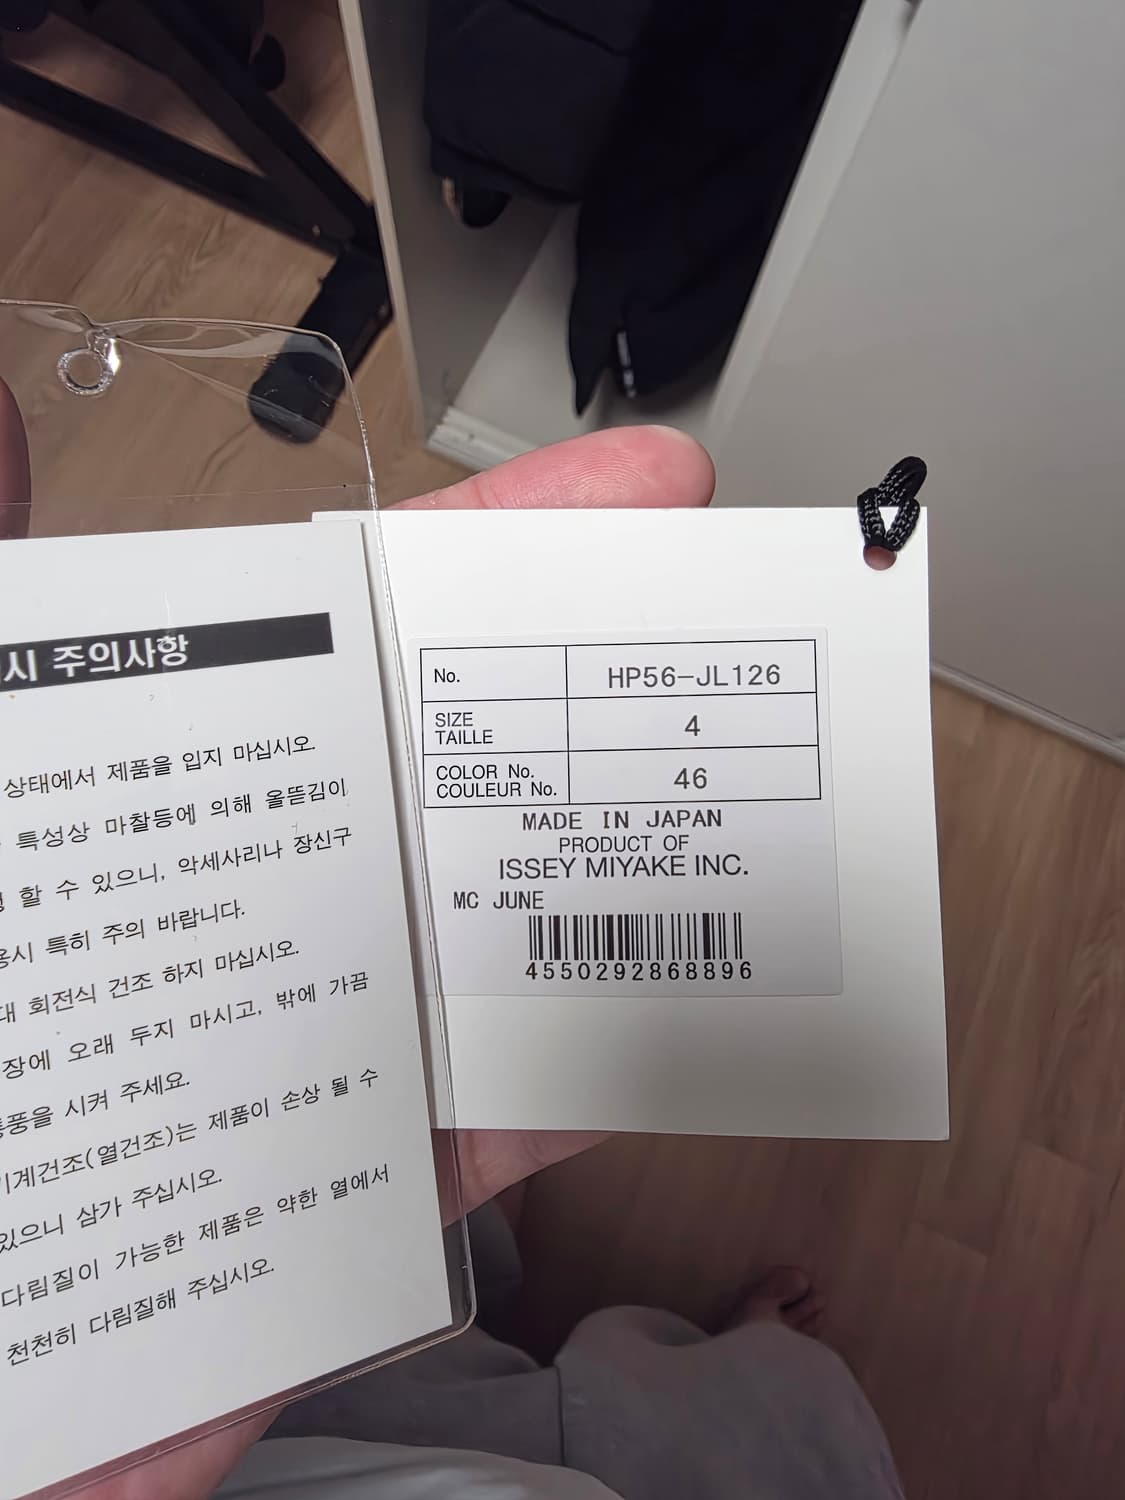 시 주의사항
상태에서 제품을 입지 마십시오.
특성상 마찰등에 의해 올뜯김이
할 수 있으니, 악세사리나 장신구
용시 특히 주의 바랍니다.
대 회전식 건조 하지 마십시오.
장에 오래 두지 마시고, 밖에 가끔
통풍을 시켜 주세요.
기계건조(열건조)는 제품이 손상 될 수
있으니 삼가 주십시오.
다림질이 가능한 제품은 약한 열에서
천천히 다림질해 주십시오.
No. HP56-JL126
SIZE
TAILLE 4
COLOR No.
COULEUR No. 46
MADE IN JAPAN
PRODUCT OF
ISSEY MIYAKE INC.
MC JUNE
4550292868896